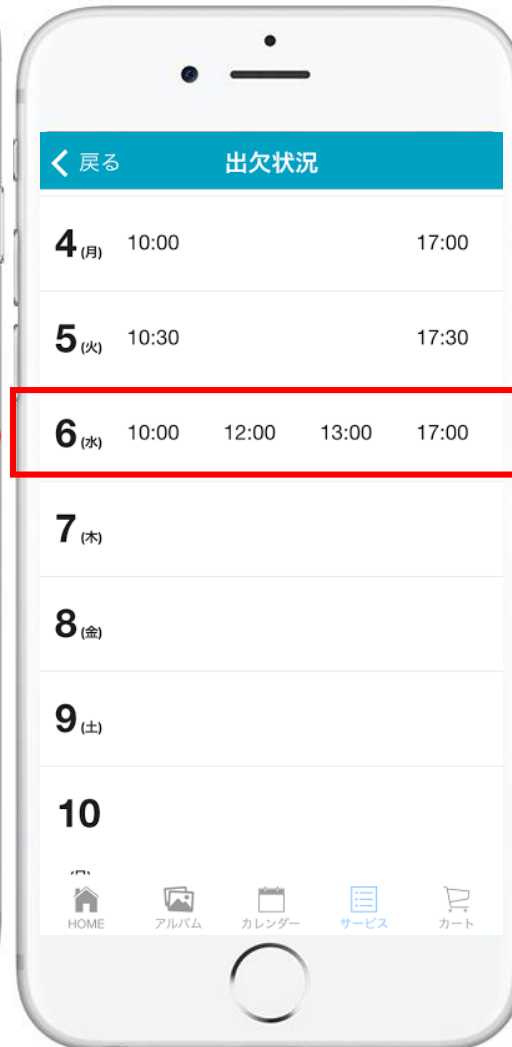 戻る 出欠状況
4 (月) 10:00 17:00
5 (火) 10:30 17:30
6 (水) 10:00 12:00 13:00 17:00
7 (木)
8 (金)
9 (土)
10
HOME アルバム カレンダー サービス カート